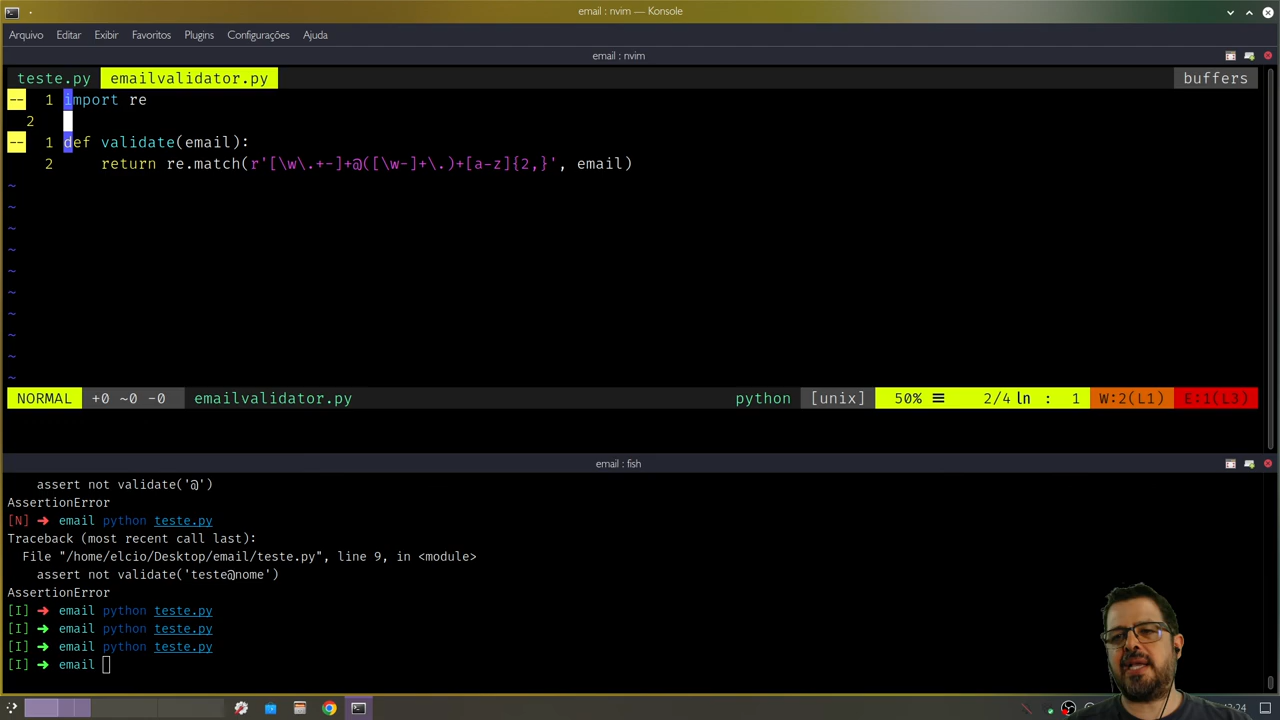 email : nvim — Konsole
Arquivo Editar Exibir Favoritos Plugins Configurações Ajuda
email : nvim
teste.py emailvalidator.py buffers
-- 1 import re
2
-- 1 def validate(email):
2 return re.match(r'[\w\.+-]+@([\w-]+\.)+[a-z]{2,}', email)
~
~
~
~
~
~
~
~
~
~
NORMAL +0 ~0 -0 emailvalidator.py python [unix] 50% ☰ 2/4 ln : 1 W:2(L1) E:1(L3)
email : fish
assert not validate('@')
AssertionError
[N] ➜ email python teste.py
Traceback (most recent call last):
File "/home/elcio/Desktop/email/teste.py", line 9, in <module>
assert not validate('teste@nome')
AssertionError
[I] ➜ email python teste.py
[I] ➜ email python teste.py
[I] ➜ email python teste.py
[I] ➜ email
:24